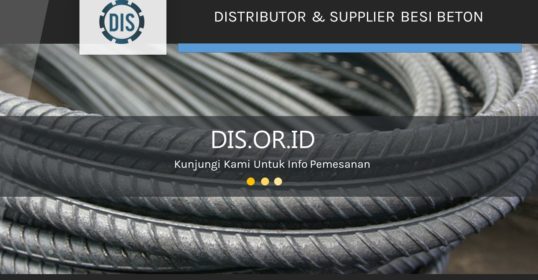 DIS
DISTRIBUTOR & SUPPLIER BESI BETON
DIS.OR.ID
Kunjungi Kami Untuk Info Pemesanan